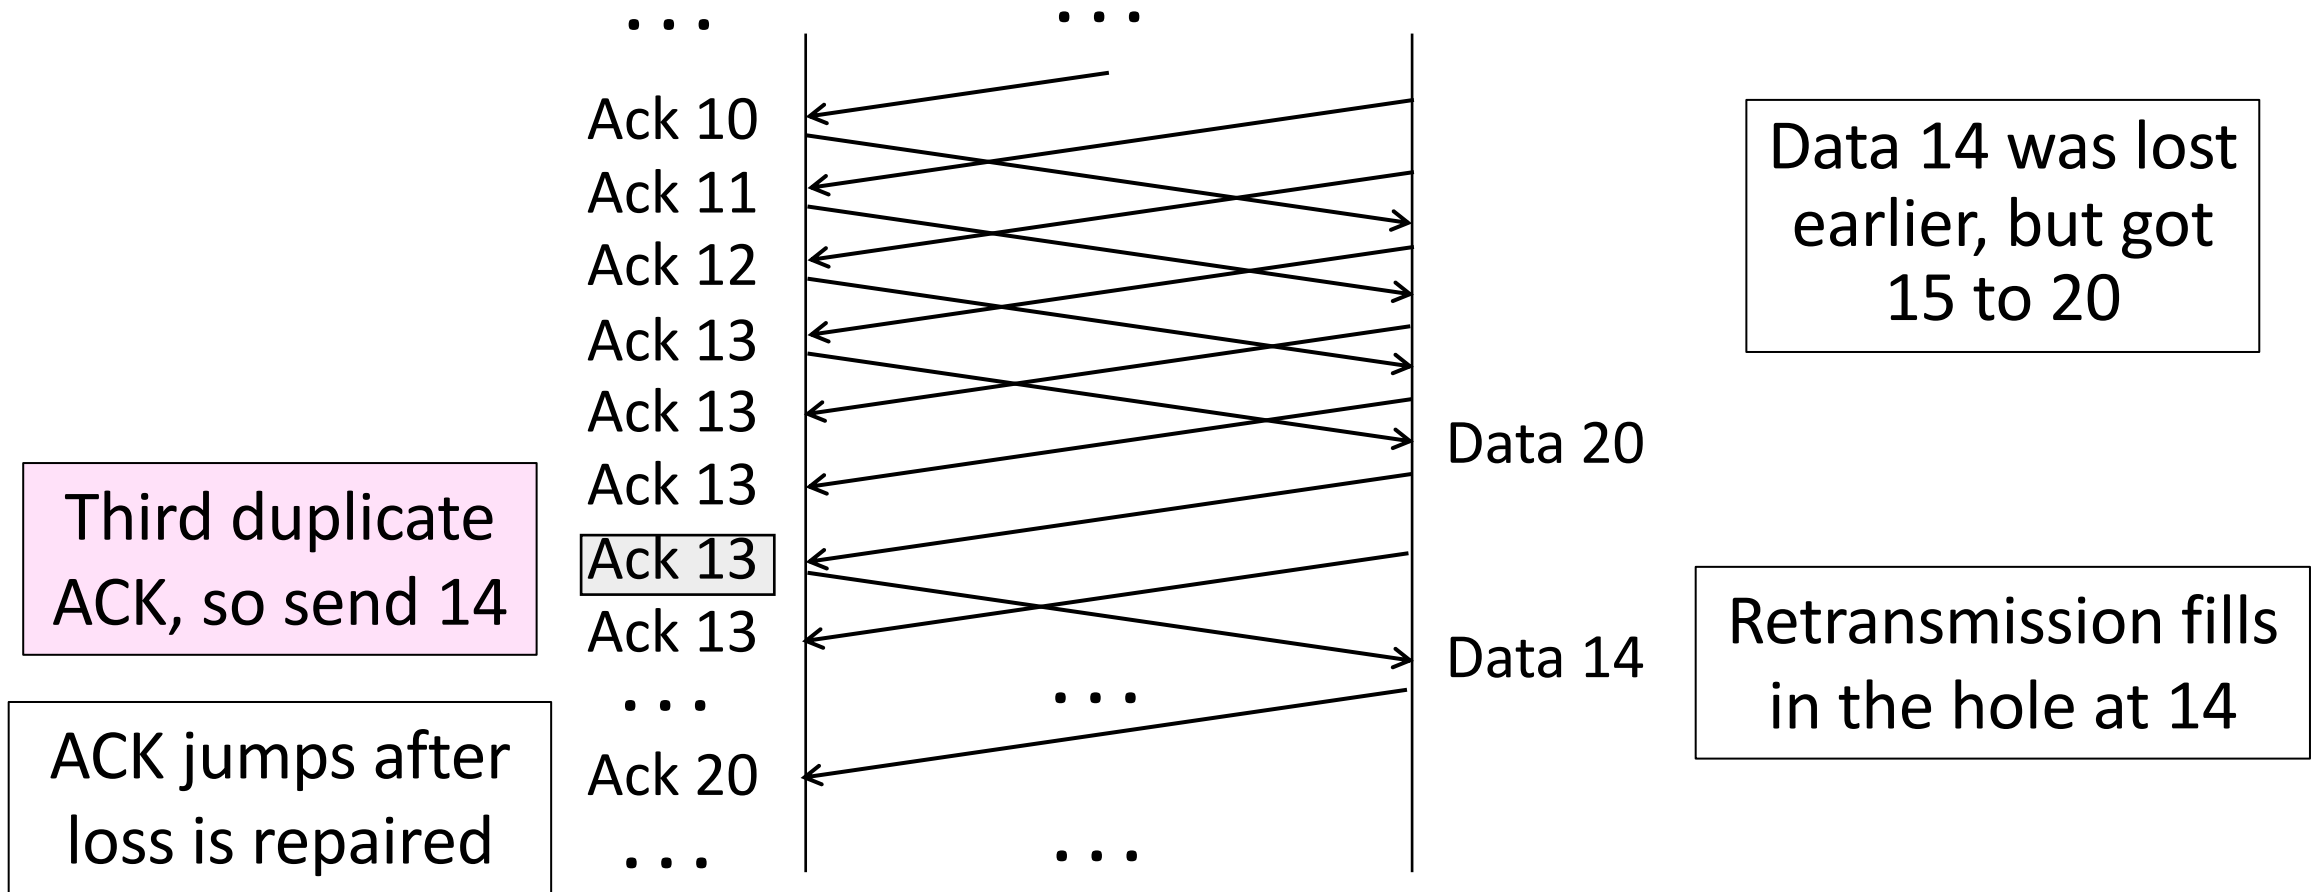 . . .
. . .
Ack 10
Ack 11
Ack 12
Ack 13
Ack 13
Ack 13
Ack 13
Ack 13
. . .
Ack 20
. . .
Third duplicate
ACK, so send 14
ACK jumps after
loss is repaired
. . .
. . .
Data 20
Data 14
Data 14 was lost
earlier, but got
15 to 20
Retransmission fills
in the hole at 14